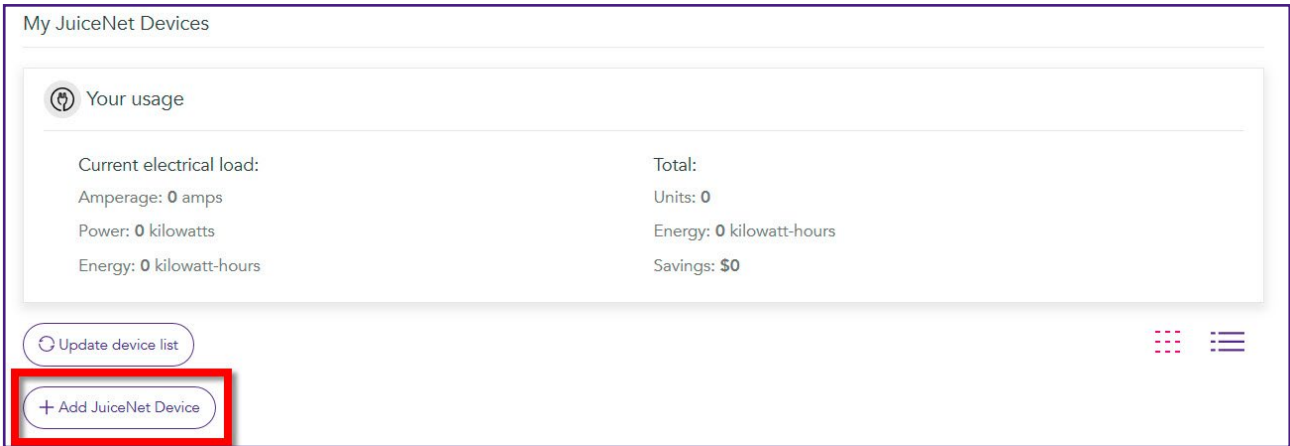 My JuiceNet Devices
Your usage
Current electrical load:
Amperage: 0 amps
Power: 0 kilowatts
Energy: 0 kilowatt-hours
Total:
Units: 0
Energy: 0 kilowatt-hours
Savings: $0
Update device list
+ Add JuiceNet Device